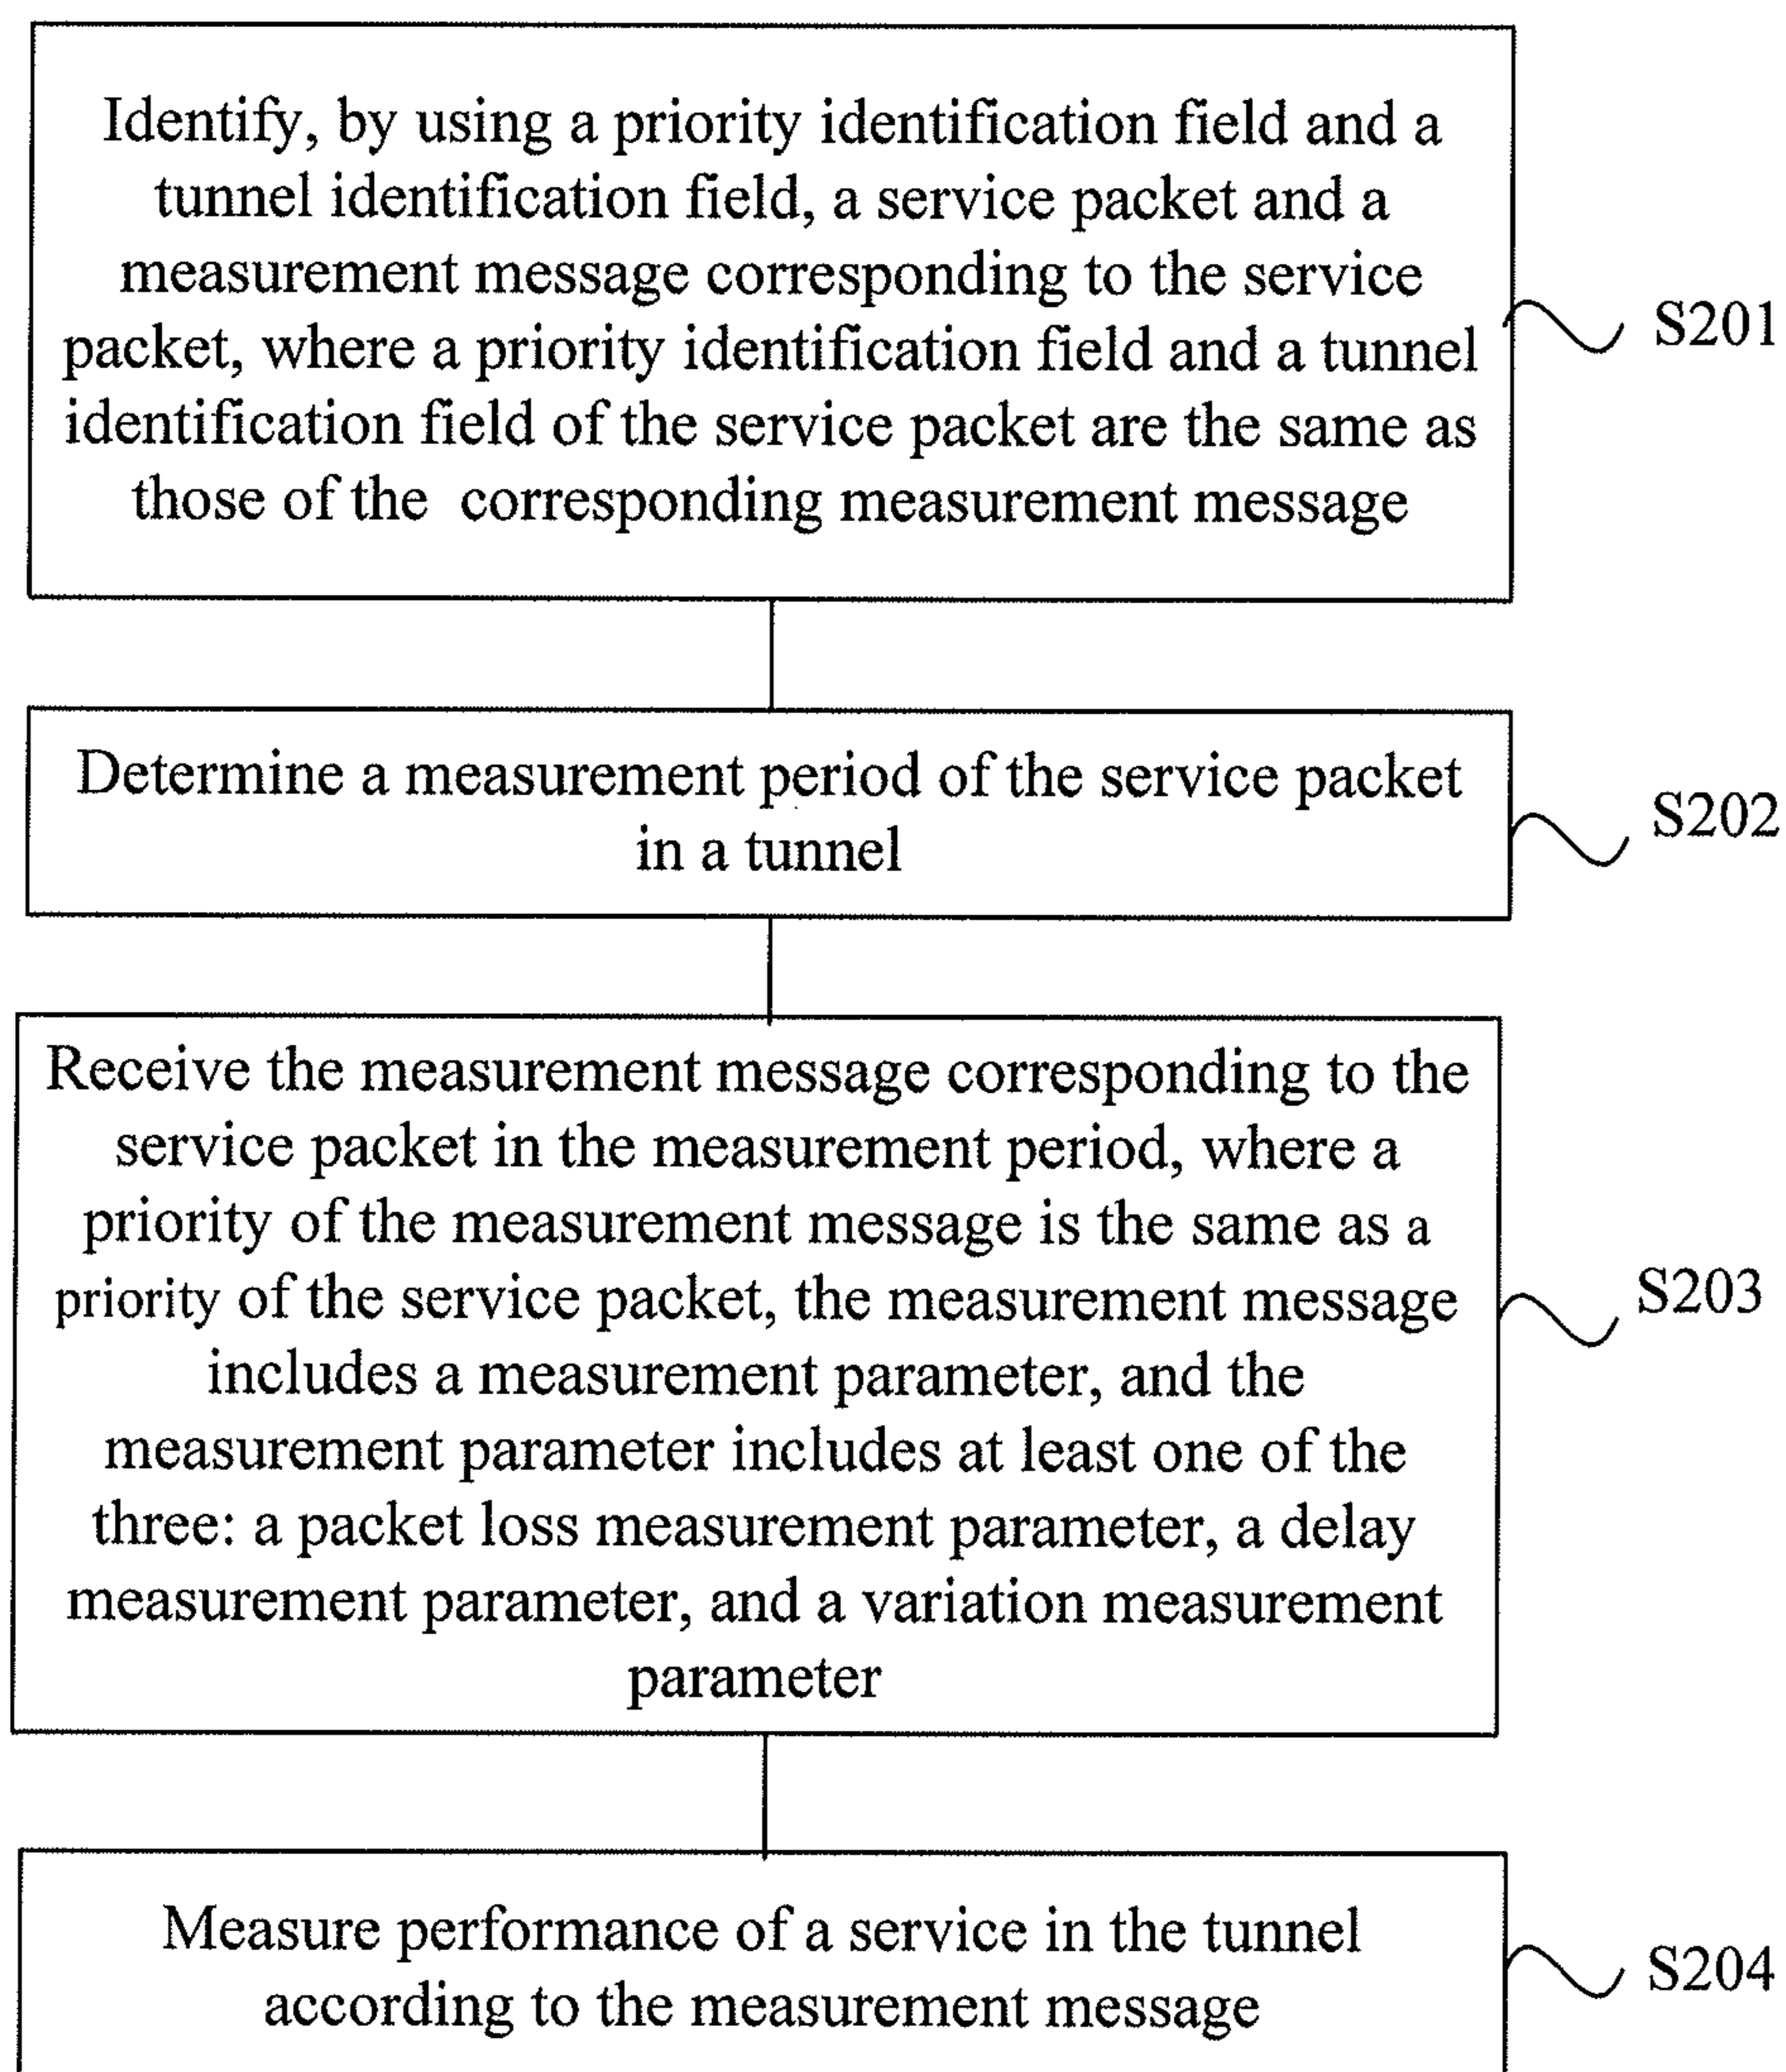 Identify, by using a priority identification field and a
tunnel identification field, a service packet and a
measurement message corresponding to the service
packet, where a priority identification field and a tunnel
identification field of the service packet are the same as
those of the corresponding measurement message
S201
Determine a measurement period of the service packet
in a tunnel
S202
Receive the measurement message corresponding to the
service packet in the measurement period, where a
priority of the measurement message is the same as a
priority of the service packet, the measurement message
includes a measurement parameter, and the
measurement parameter includes at least one of the
three: a packet loss measurement parameter, a delay
measurement parameter, and a variation measurement
parameter
S203
Measure performance of a service in the tunnel
according to the measurement message
S204